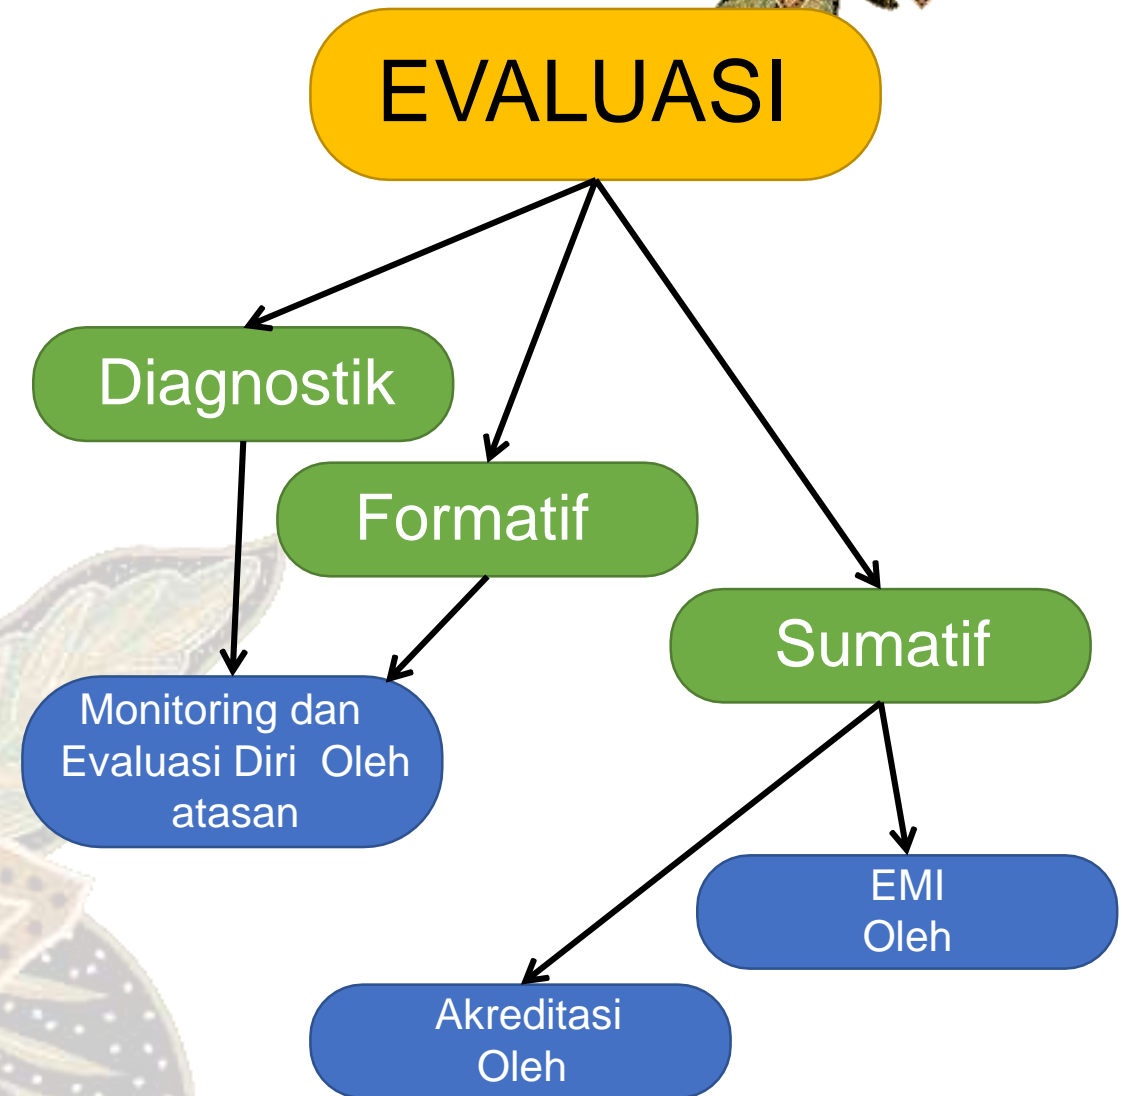 EVALUASI
Diagnostik
Formatif
Sumatif
Monitoring dan
Evaluasi Diri Oleh
atasan
EMI
Oleh
Akreditasi
Oleh